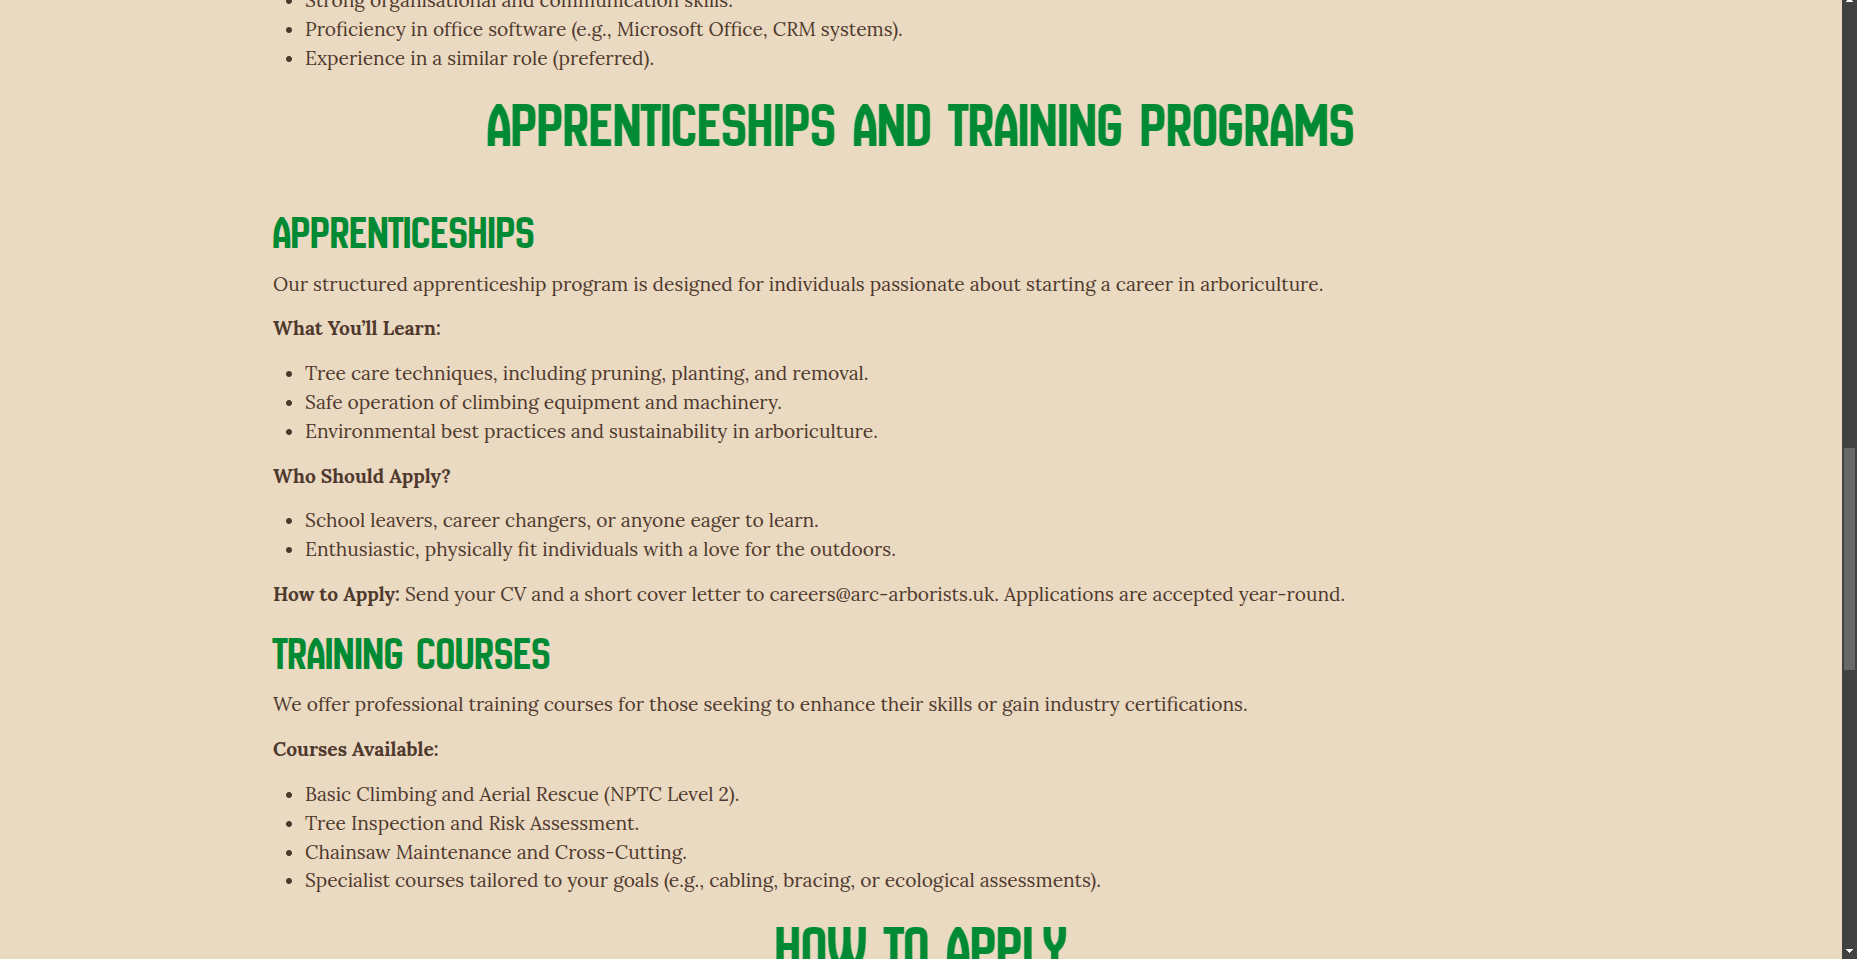 Strong organisational and communication skills.
Proficiency in office software (e.g., Microsoft Office, CRM systems).
Experience in a similar role (preferred).
APPRENTICESHIPS AND TRAINING PROGRAMS
APPRENTICESHIPS
Our structured apprenticeship program is designed for individuals passionate about starting a career in arboriculture.
What You’ll Learn:
Tree care techniques, including pruning, planting, and removal.
Safe operation of climbing equipment and machinery.
Environmental best practices and sustainability in arboriculture.
Who Should Apply?
School leavers, career changers, or anyone eager to learn.
Enthusiastic, physically fit individuals with a love for the outdoors.
How to Apply: Send your CV and a short cover letter to careers@arc-arborists.uk. Applications are accepted year-round.
TRAINING COURSES
We offer professional training courses for those seeking to enhance their skills or gain industry certifications.
Courses Available:
Basic Climbing and Aerial Rescue (NPTC Level 2).
Tree Inspection and Risk Assessment.
Chainsaw Maintenance and Cross-Cutting.
Specialist courses tailored to your goals (e.g., cabling, bracing, or ecological assessments).
HOW TO APPLY